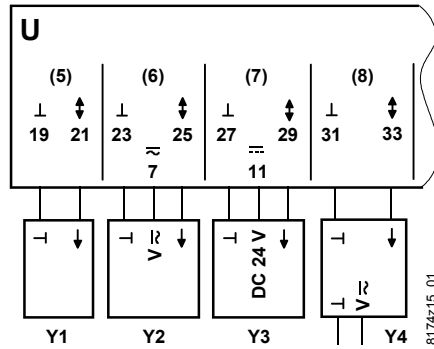 U
(5) (6) (7) (8)
⊥ ↕ ⊥ ↕ ⊥ ↕ ⊥ ↕
19 21 23 25 27 29 31 33
≂ ⎓
7 11
⊥ ↓ ⊥ V ≂ ↓ ⊥ DC 24 V ↓ ⊥ ↓
⊥ V ≂
Y1 Y2 Y3 Y4
8174z15_01